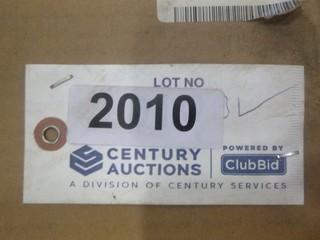 LOT NO
2010
CENTURY AUCTIONS
POWERED BY
ClubBid
A DIVISION OF CENTURY SERVICES